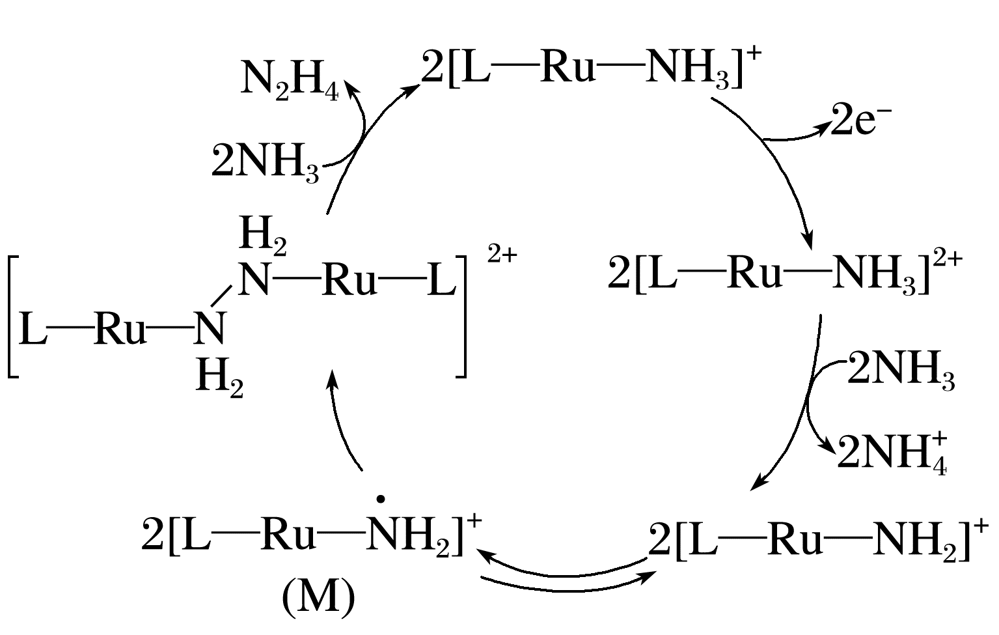 2[L—Ru—NH₃]⁺
N₂H₄
2e⁻
2NH₃
H₂
N—Ru—L
2+
L—Ru—N
H₂
2[L—Ru—NH₃]²⁺
2NH₃
2NH₄⁺
2[L—Ru—ṄH₂]⁺
(M)
2[L—Ru—NH₂]⁺